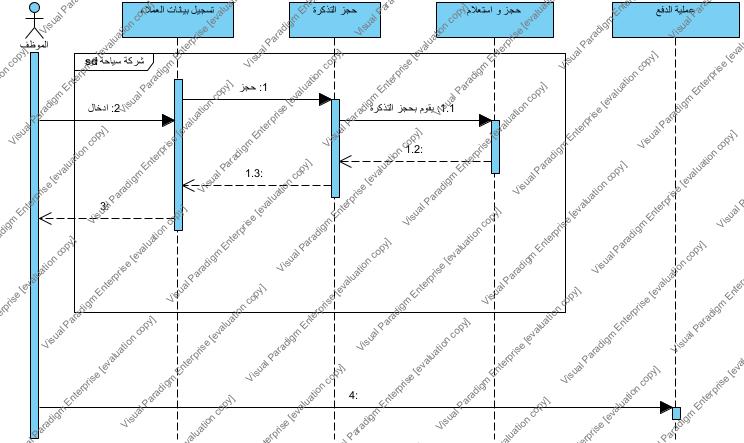 تسجيل بيانات العملاء
حجز التذكرة
حجز و استعلام
عملية الدفع
الموظف
sd شركة سياحة
1: حجز
2: ادخال
1.1: يقوم بحجز التذكرة
1.2:
1.3:
3:
4:
Visual Paradigm Enterprise [evaluation copy]